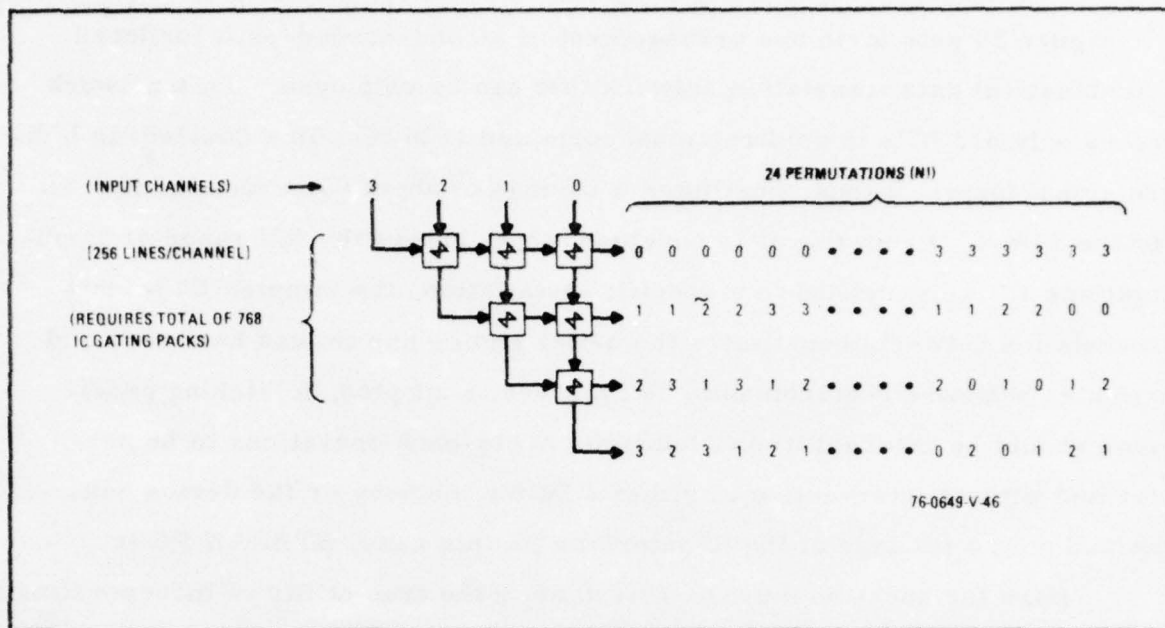 24 PERMUTATIONS (N!)
(INPUT CHANNELS) 3 2 1 0
(256 LINES/CHANNEL) 0 0 0 0 0 0 • • • • 3 3 3 3 3 3
(REQUIRES TOTAL OF 768
IC GATING PACKS)
1 1 2 2 3 3 • • • • 1 1 2 2 0 0
2 3 1 3 1 2 • • • • 2 0 1 0 1 2
3 2 3 1 2 1 • • • • 0 2 0 1 2 1
76-0649-V-46